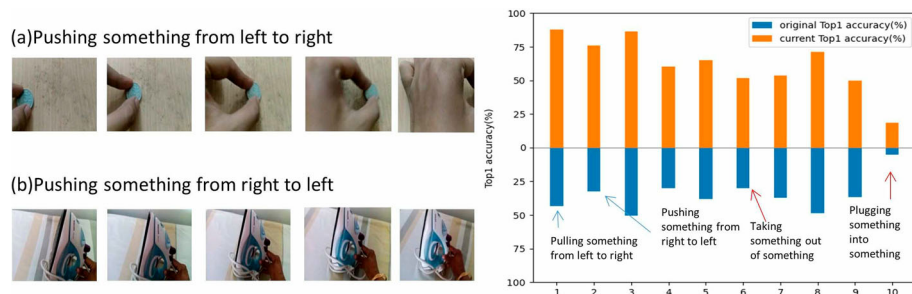 (a)Pushing something from left to right
(b)Pushing something from right to left
Top1 accuracy(%)
100
75
50
25
0
25
50
75
100
original Top1 accuracy(%)
current Top1 accuracy(%)
Pulling something
from left to right
Pushing
something from
right to left
Taking
something out
of something
Plugging
something
into
something
1
2
3
4
5
6
7
8
9
10